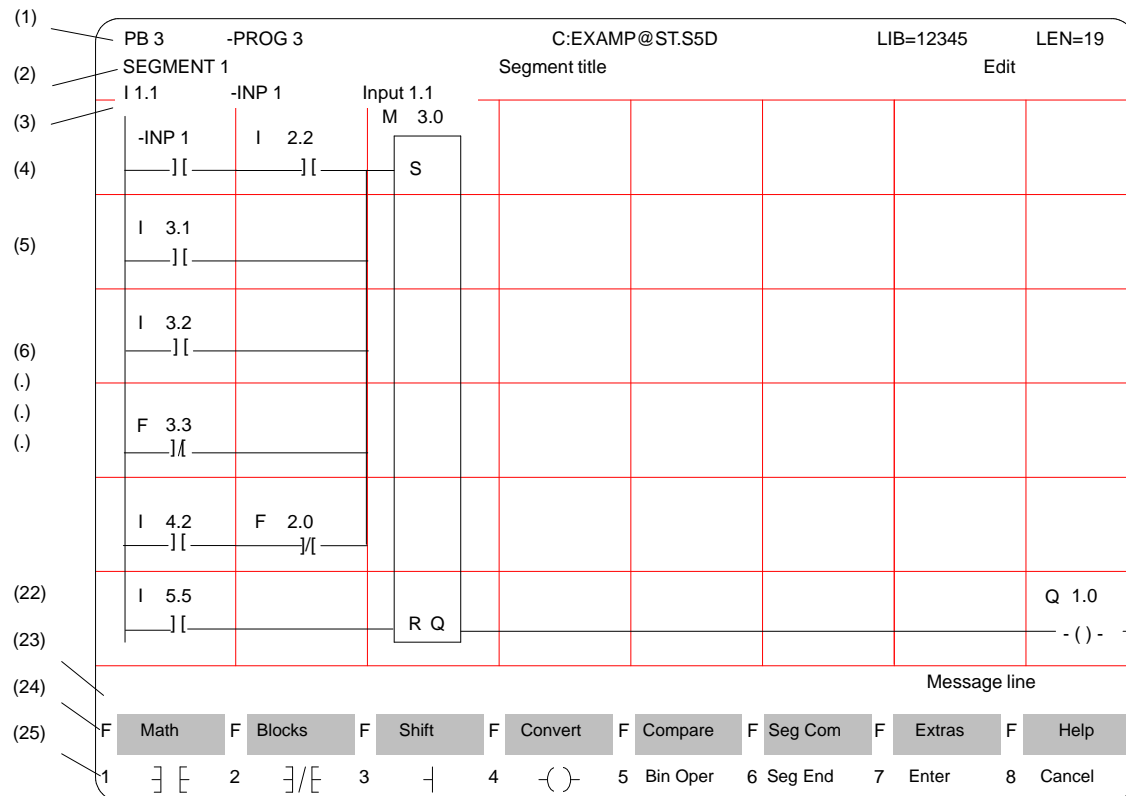 (1)
PB 3 -PROG 3 C:EXAMP@ST.S5D LIB=12345 LEN=19
(2) SEGMENT 1 Segment title Edit
I 1.1 -INP 1 Input 1.1
(3) M 3.0
-INP 1 I 2.2
(4) ] [ ] [ S
I 3.1
(5) ] [
I 3.2
(6) ] [
(.)
(.)
F 3.3
(.) ]/[
I 4.2 F 2.0
] [ ]/[
(22) I 5.5 Q 1.0
] [ R Q -( )-
(23)
(24) Message line
(25) F Math F Blocks F Shift F Convert F Compare F Seg Com F Extras F Help
1 ] [ 2 ]/[ 3 ┤ 4 -( )- 5 Bin Oper 6 Seg End 7 Enter 8 Cancel